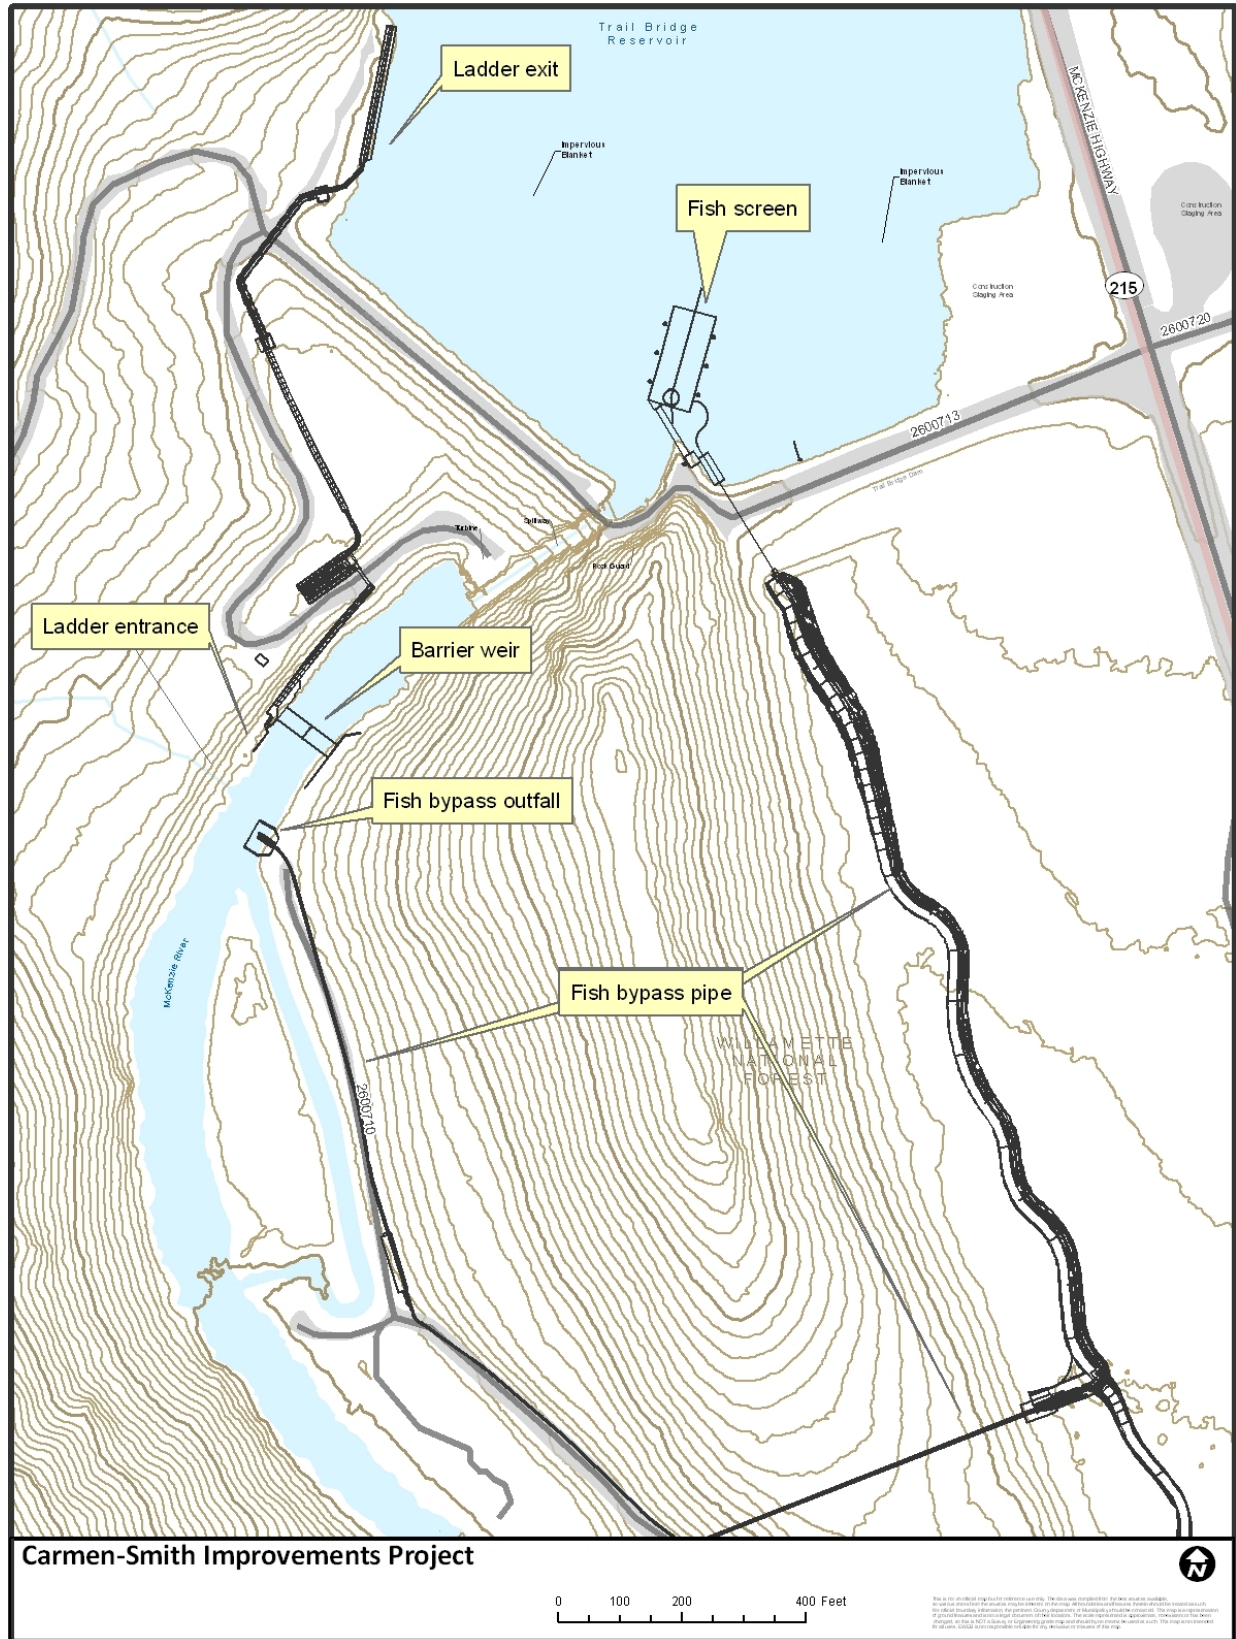 Trail Bridge
Reservoir
Ladder exit
MCKENZIE HIGHWAY
Impervious
Blanket
Impervious
Blanket
Fish screen
Construction
Staging Area
Construction
Staging Area
215
2600720
2600713
Trail Bridge Dam
Turbine
Spillway
Rock Guard
Ladder entrance
Barrier weir
Fish bypass outfall
McKenzie River
Fish bypass pipe
WILLAMETTE
NATIONAL
FOREST
2600710
Carmen-Smith Improvements Project
N
0 100 200 400 Feet